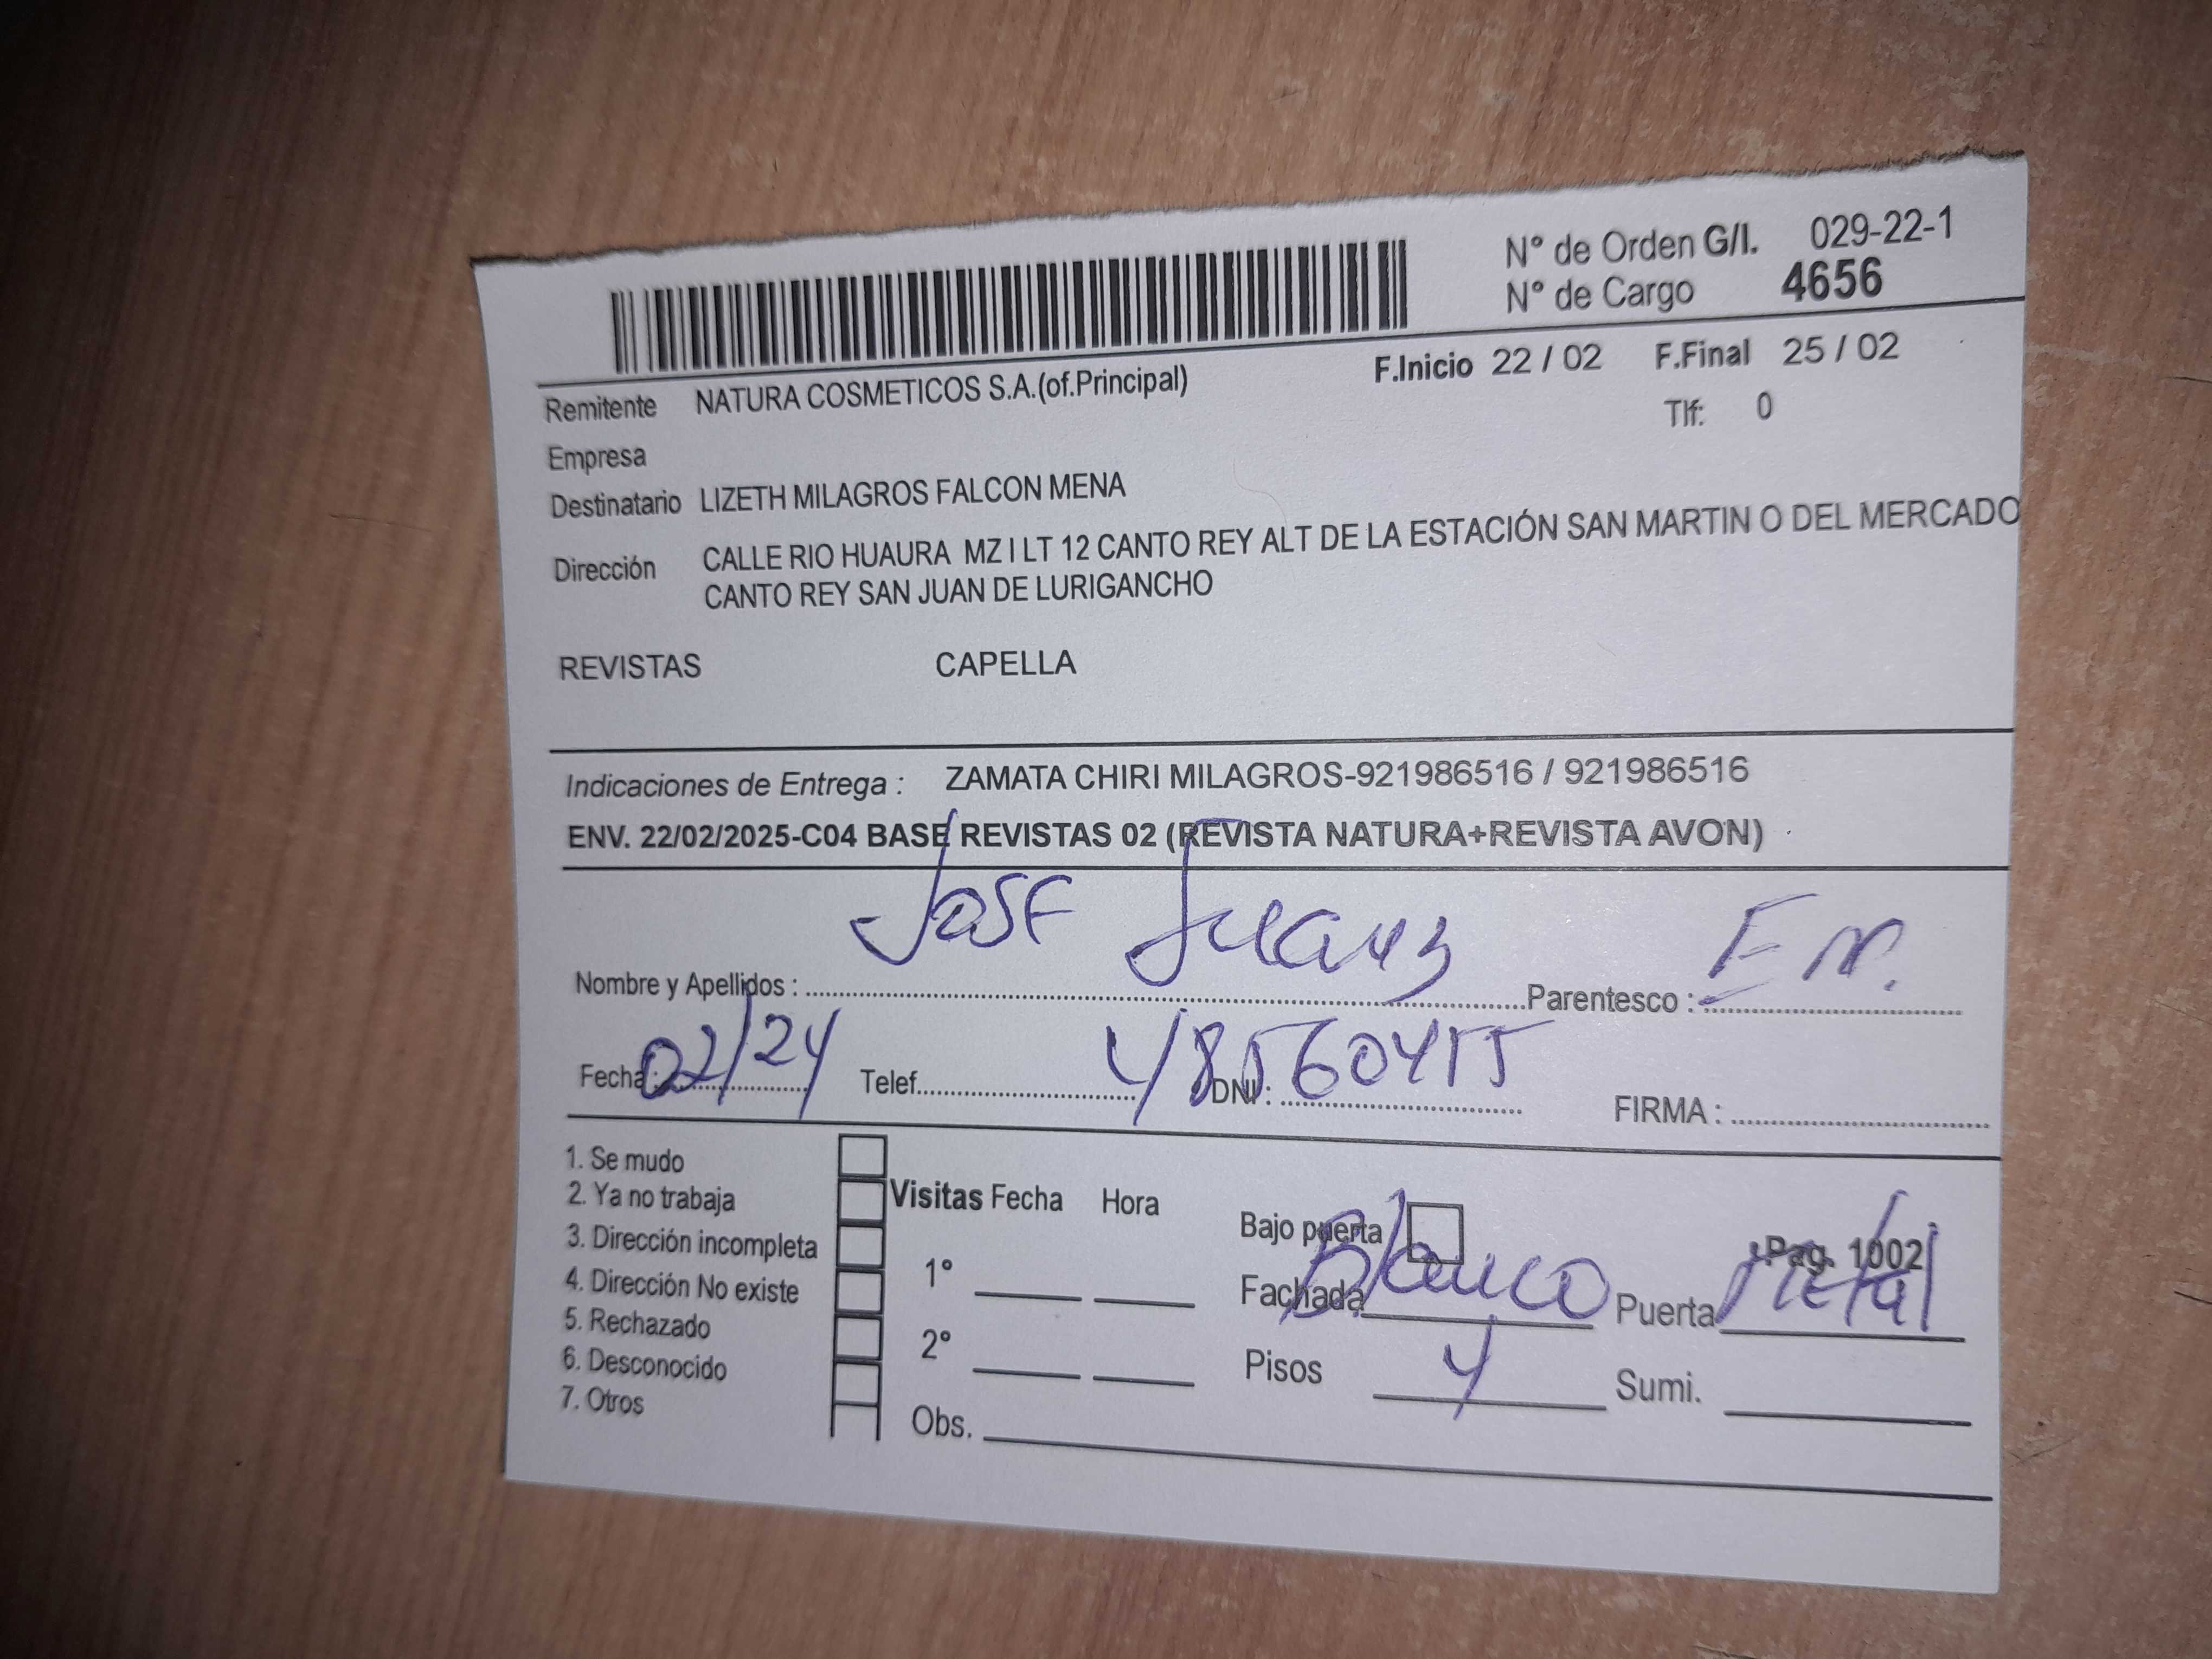 N° de Orden G/I. 029-22-1
N° de Cargo 4656
F.Inicio 22 / 02 F.Final 25 / 02
Remitente NATURA COSMETICOS S.A.(of.Principal)
Tlf: 0
Empresa
Destinatario LIZETH MILAGROS FALCON MENA
Dirección CALLE RIO HUAURA MZ I LT 12 CANTO REY ALT DE LA ESTACIÓN SAN MARTIN O DEL MERCADO
CANTO REY SAN JUAN DE LURIGANCHO
REVISTAS CAPELLA
Indicaciones de Entrega : ZAMATA CHIRI MILAGROS-921986516 / 921986516
ENV. 22/02/2025-C04 BASE REVISTAS 02 (REVISTA NATURA+REVISTA AVON)
Nombre y Apellidos : José Parentesco :
Fecha: 02/24 Telef. DNI : 48560455 FIRMA :
1. Se mudo
2. Ya no trabaja
3. Dirección incompleta
4. Dirección No existe
5. Rechazado
6. Desconocido
7. Otros
Visitas Fecha Hora
1°
2°
Obs.
Bajo puerta Pag. 1002
Fachada Blanco Puerta Metal
Pisos 4 Sumi.